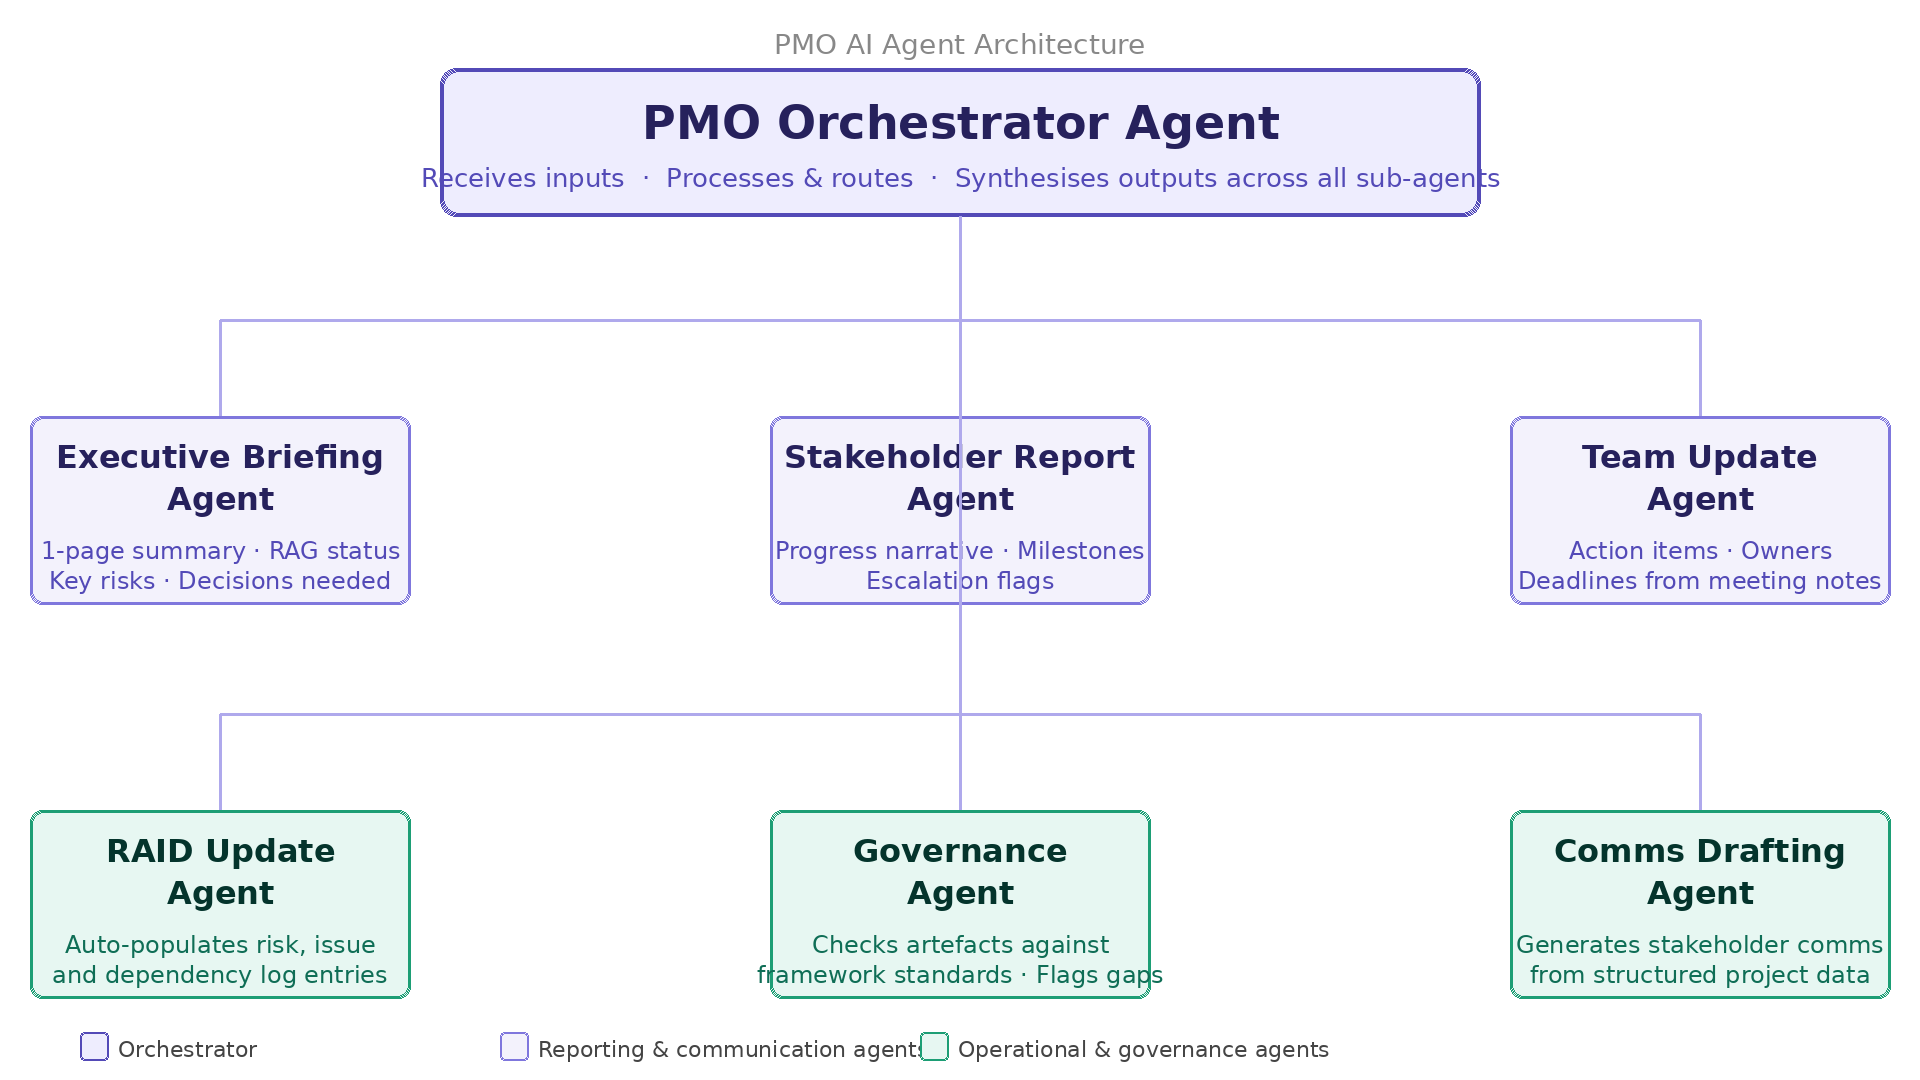 PMO AI Agent Architecture
PMO Orchestrator Agent
Receives inputs · Processes & routes · Synthesises outputs across all sub-agents
Executive Briefing
Agent
1-page summary · RAG status
Key risks · Decisions needed
Stakeholder Report
Agent
Progress narrative · Milestones
Escalation flags
Team Update
Agent
Action items · Owners
Deadlines from meeting notes
RAID Update
Agent
Auto-populates risk, issue
and dependency log entries
Governance
Agent
Checks artefacts against
framework standards · Flags gaps
Comms Drafting
Agent
Generates stakeholder comms
from structured project data
Orchestrator
Reporting & communication agents
Operational & governance agents